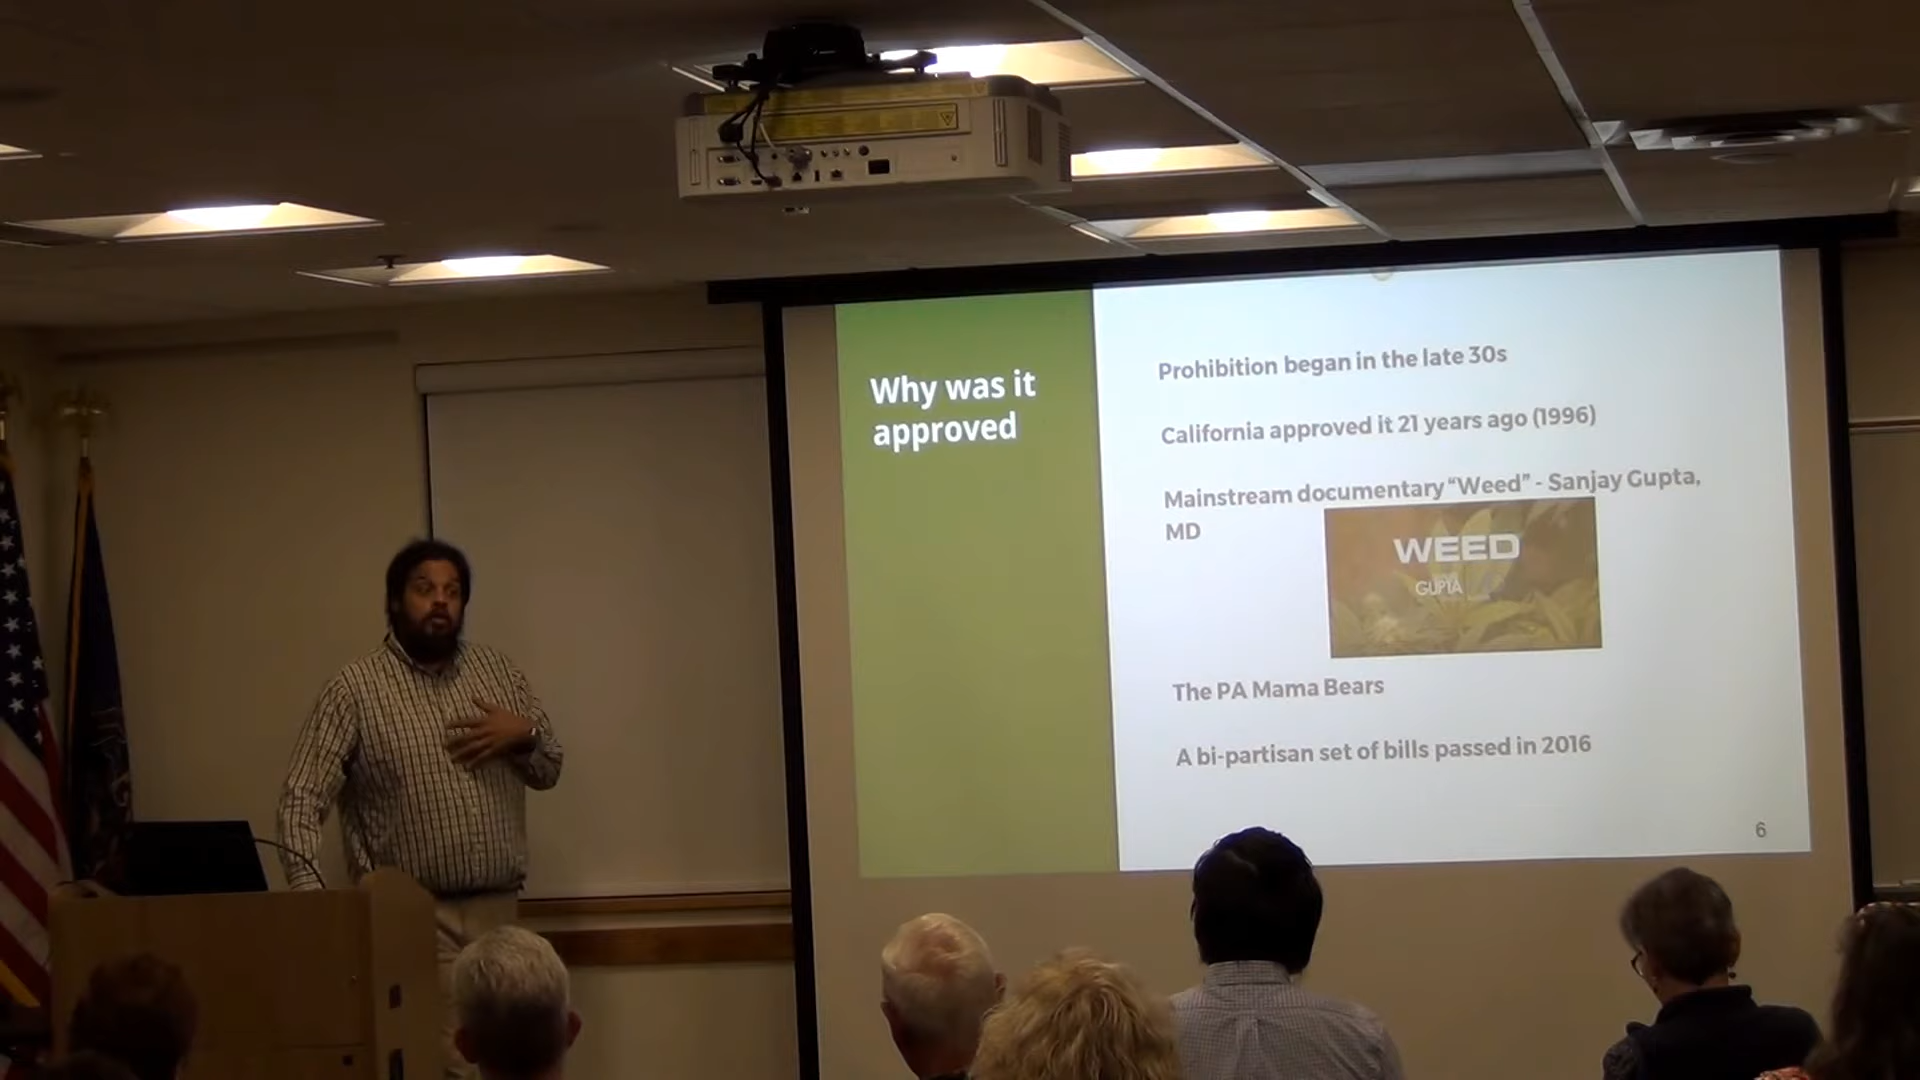 Why was it
approved
Prohibition began in the late 30s
California approved it 21 years ago (1996)
Mainstream documentary “Weed” - Sanjay Gupta,
MD
WEED
GUPTA
The PA Mama Bears
A bi-partisan set of bills passed in 2016
6